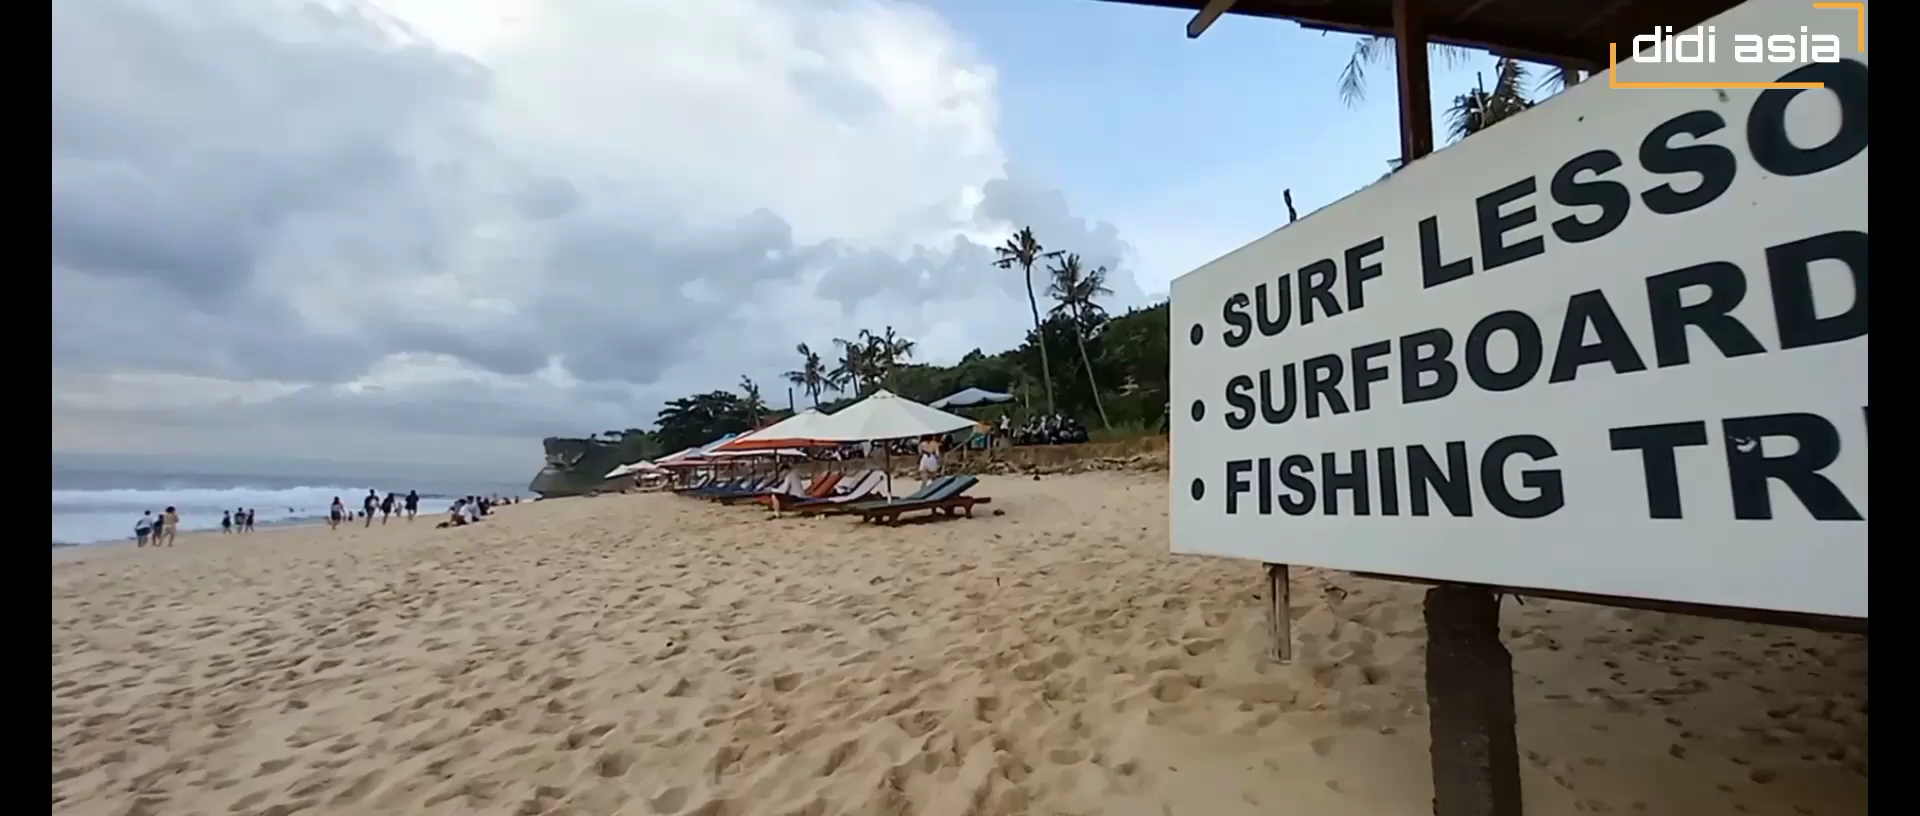 didi asia
• SURF LESSO
• SURFBOARD
• FISHING TR